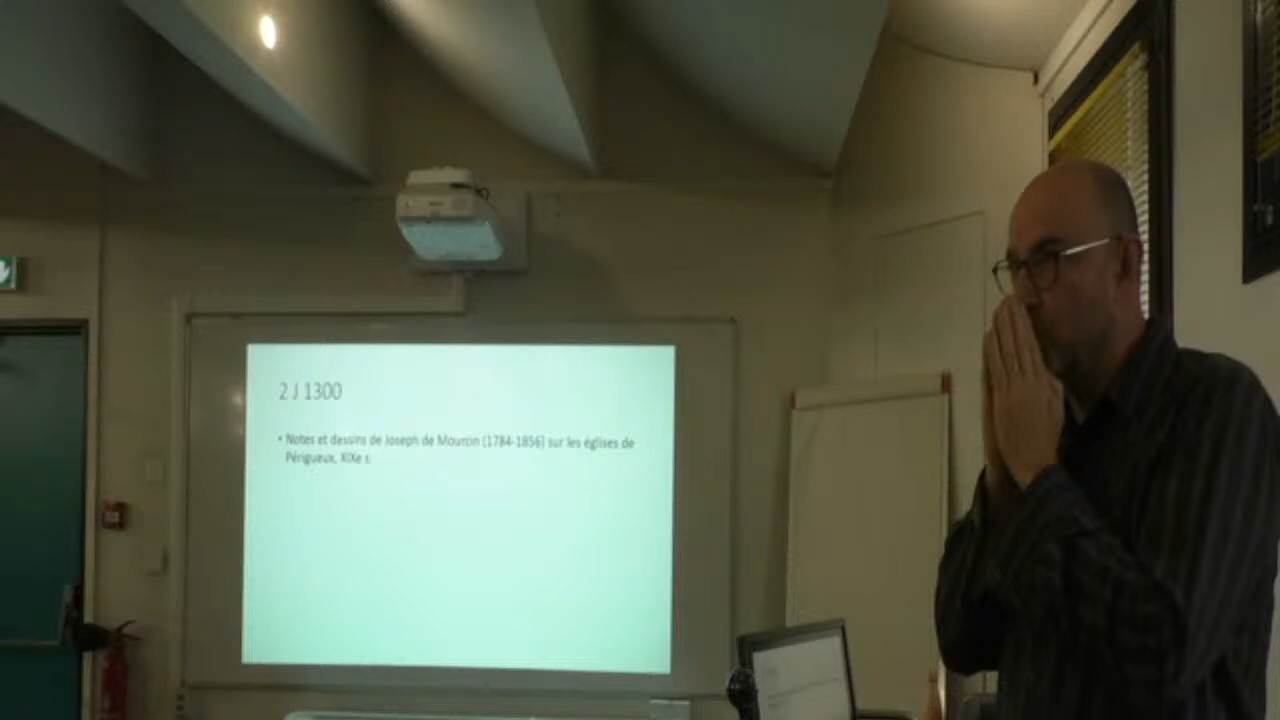 2 J 1300
• Notes et dessins de Joseph de Mourcin (1784-1856) sur les églises de
Périgueux, XIXe s.